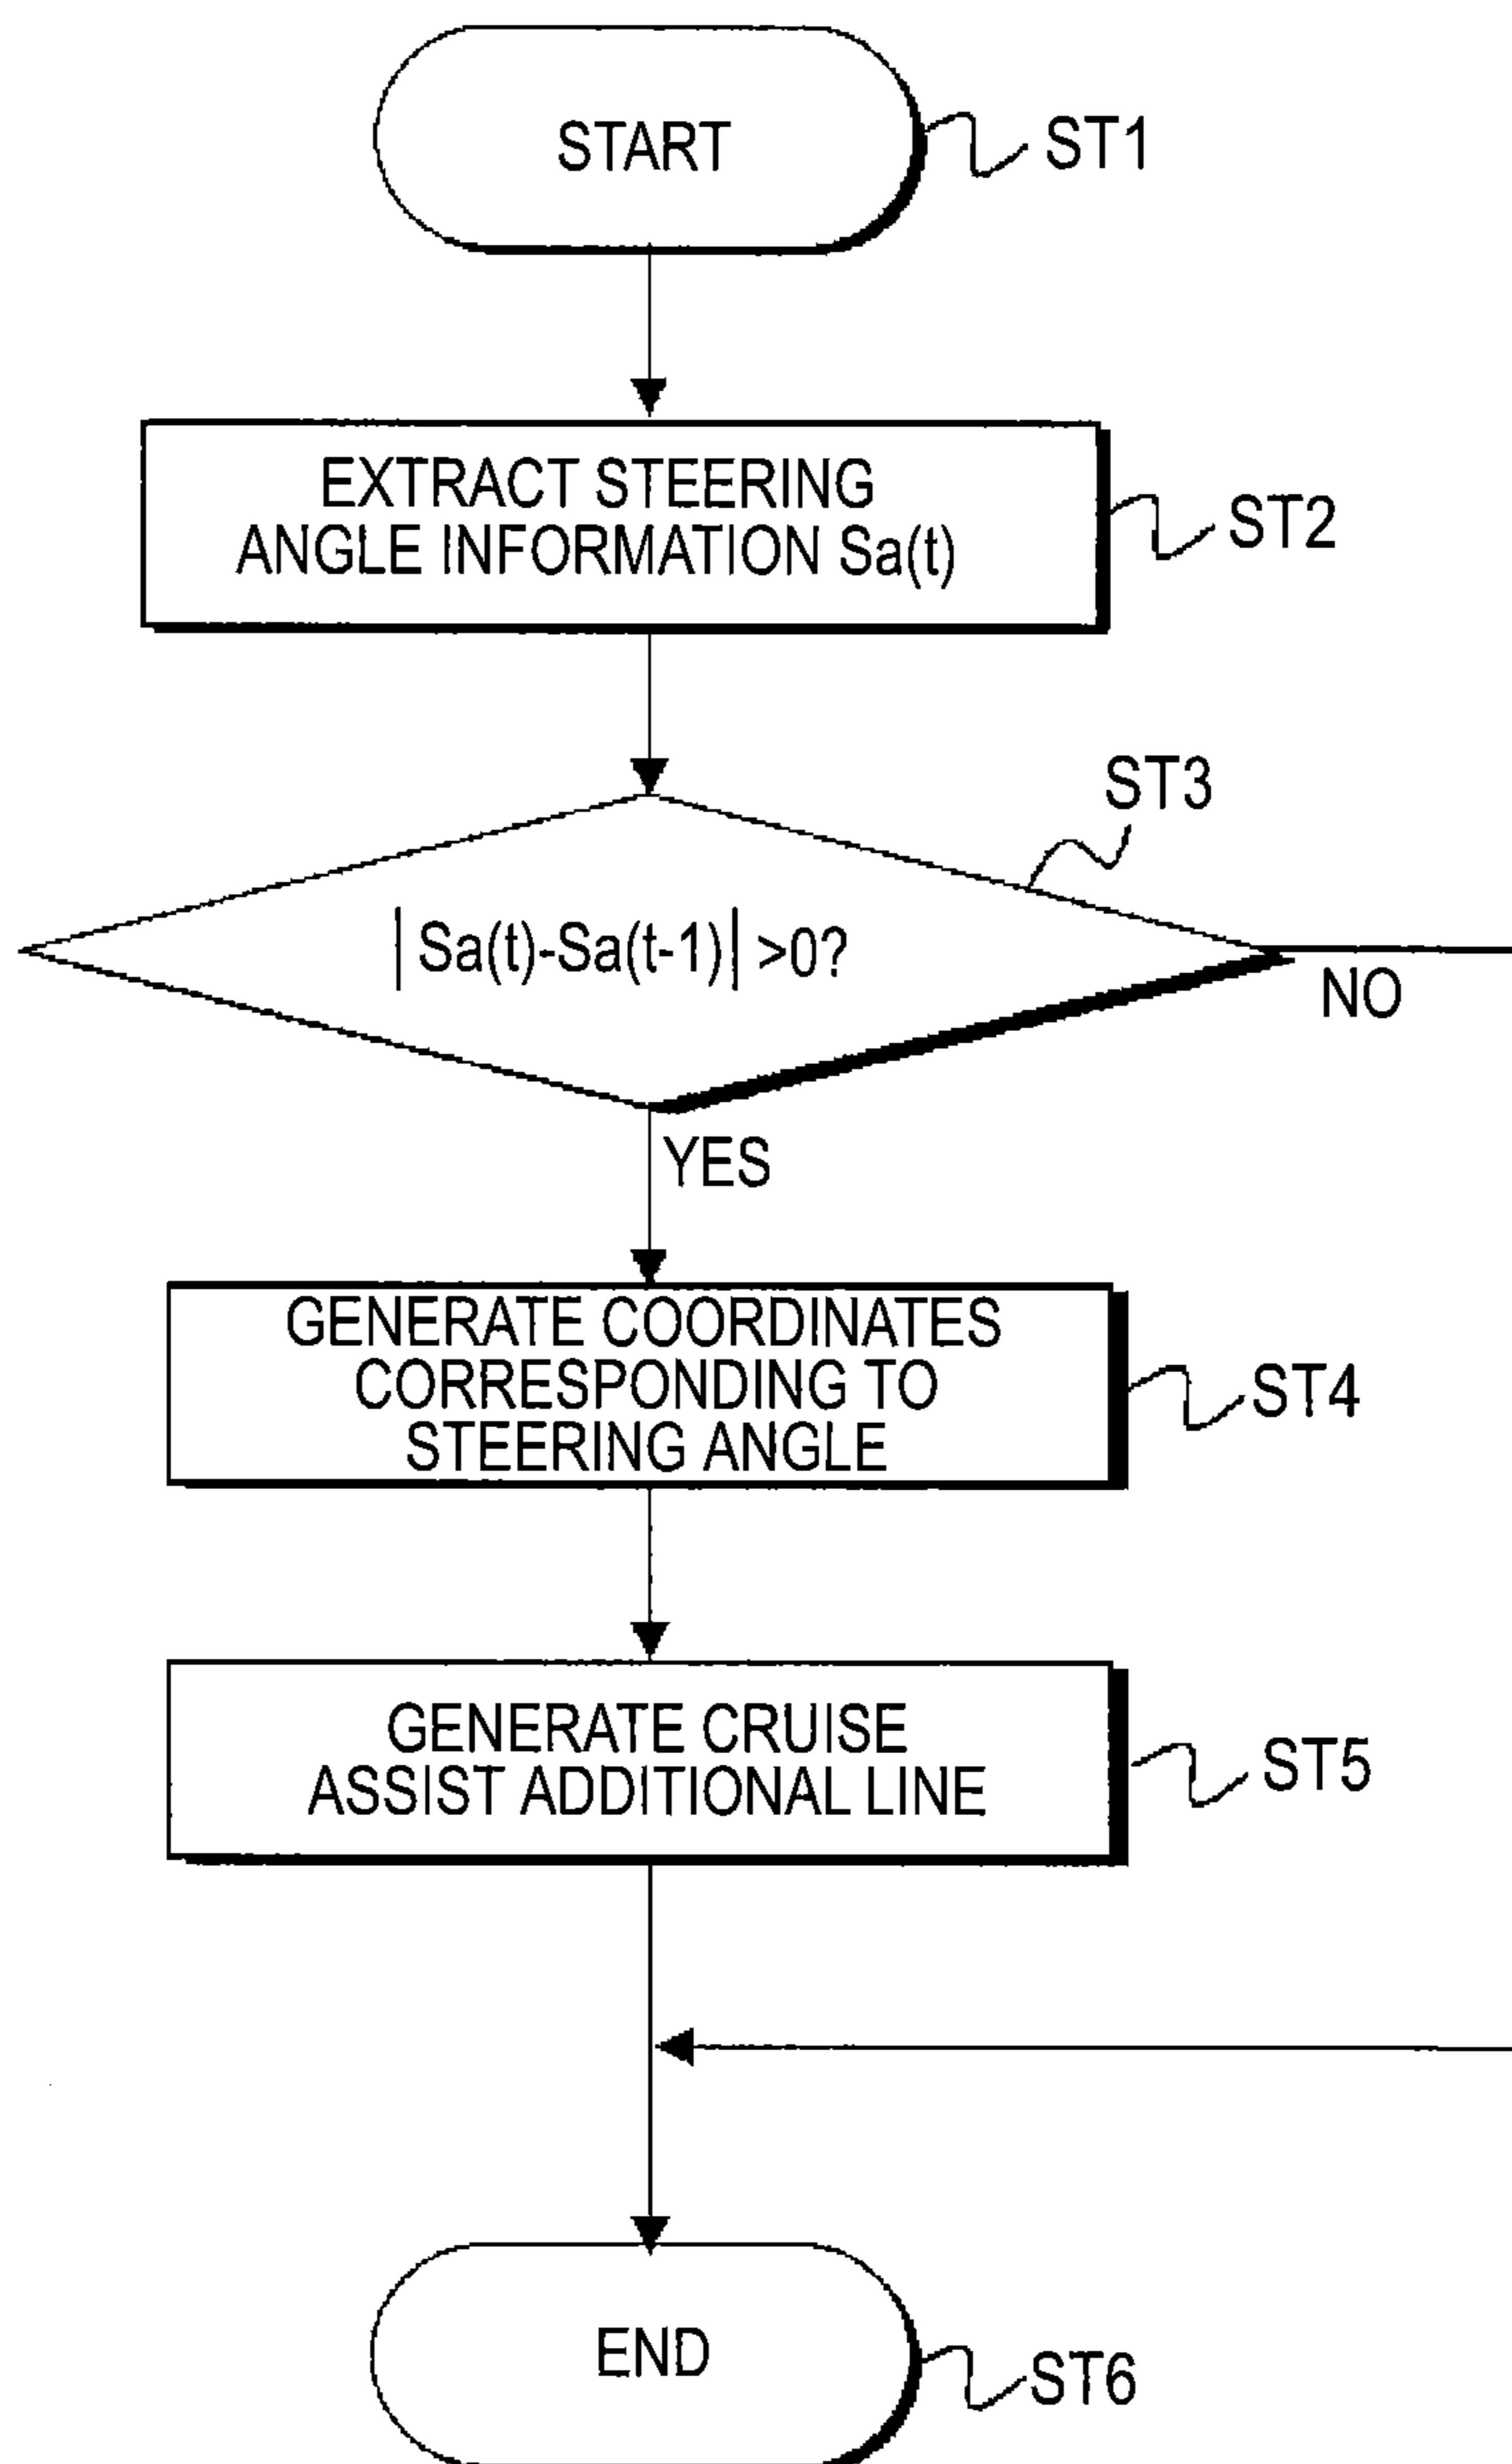 START
ST1
EXTRACT STEERING
ANGLE INFORMATION Sa(t)
ST2
ST3
|Sa(t)-Sa(t-1)|>0?
NO
YES
GENERATE COORDINATES
CORRESPONDING TO
STEERING ANGLE
ST4
GENERATE CRUISE
ASSIST ADDITIONAL LINE
ST5
END
ST6